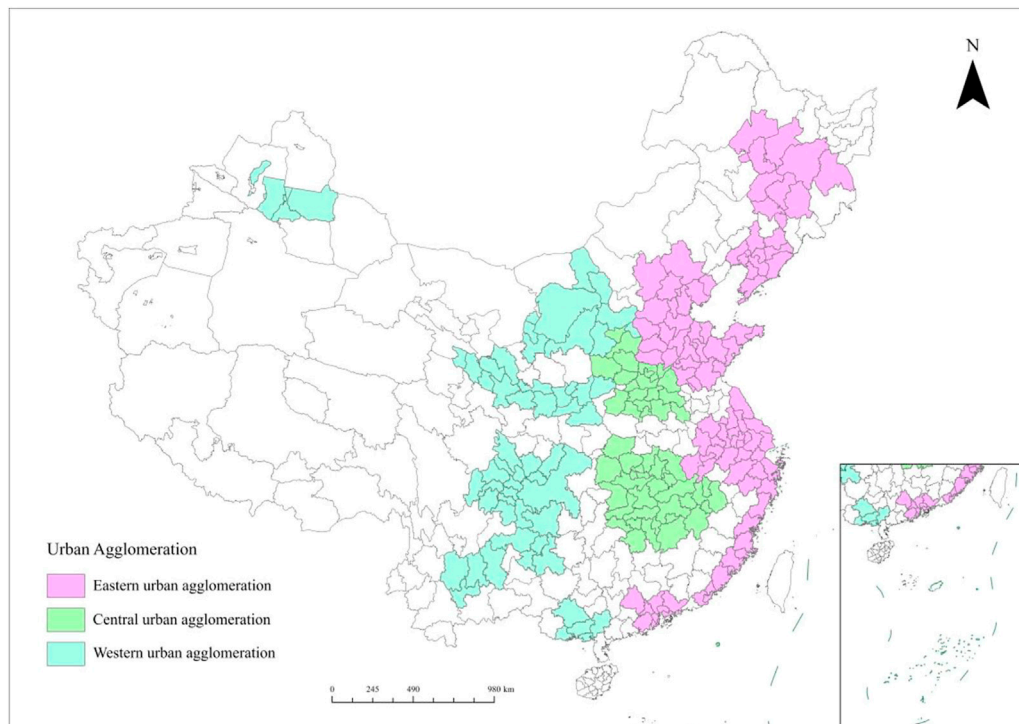 N
Urban Agglomeration
Eastern urban agglomeration
Central urban agglomeration
Western urban agglomeration
0 245 490 980 km